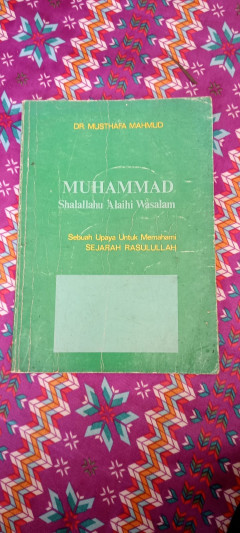 DR. MUSTHAFA MAHMUD
MUHAMMAD
Shalallahu 'Alaihi Wasalam
Sebuah Upaya Untuk Memahami
SEJARAH RASULULLAH